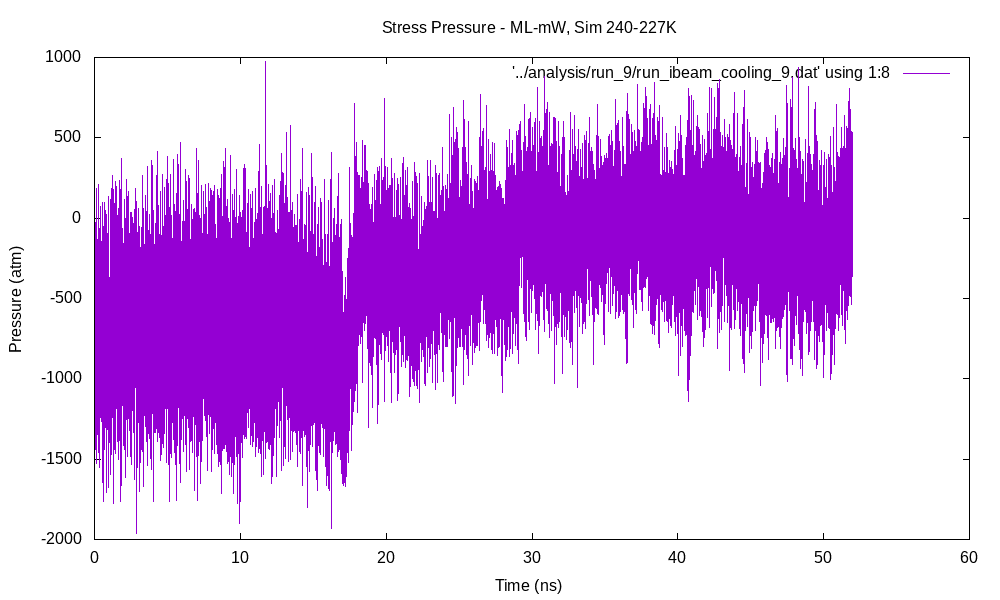 Stress Pressure - ML-mW, Sim 240-227K
'../analysis/run_9/run_ibeam_cooling_9.dat' using 1:8
1000
500
0
-500
-1000
-1500
-2000
Pressure (atm)
0 10 20 30 40 50 60
Time (ns)